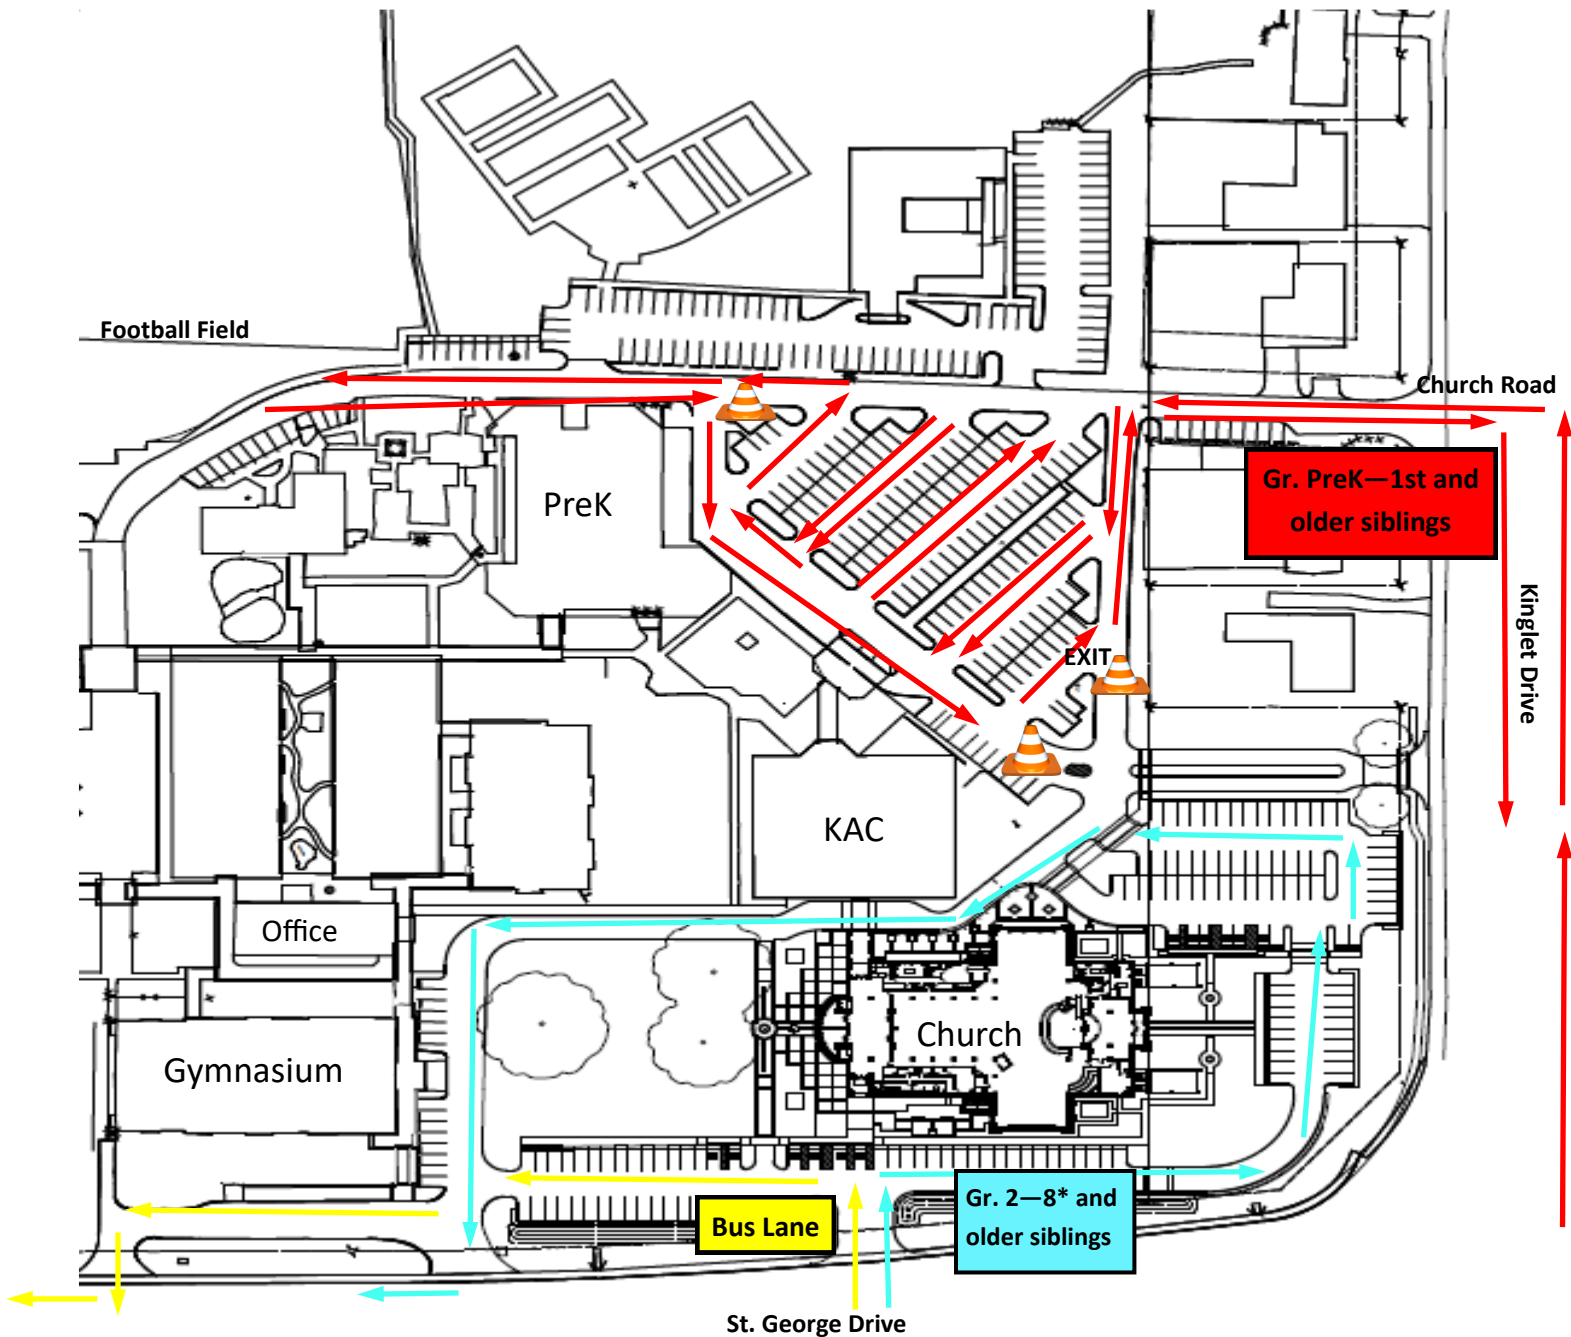 Football Field
Church Road
Gr. PreK—1st and
older siblings
PreK
Kinglet Drive
EXIT
KAC
Office
Church
Gymnasium
Gr. 2—8* and
older siblings
Bus Lane
St. George Drive